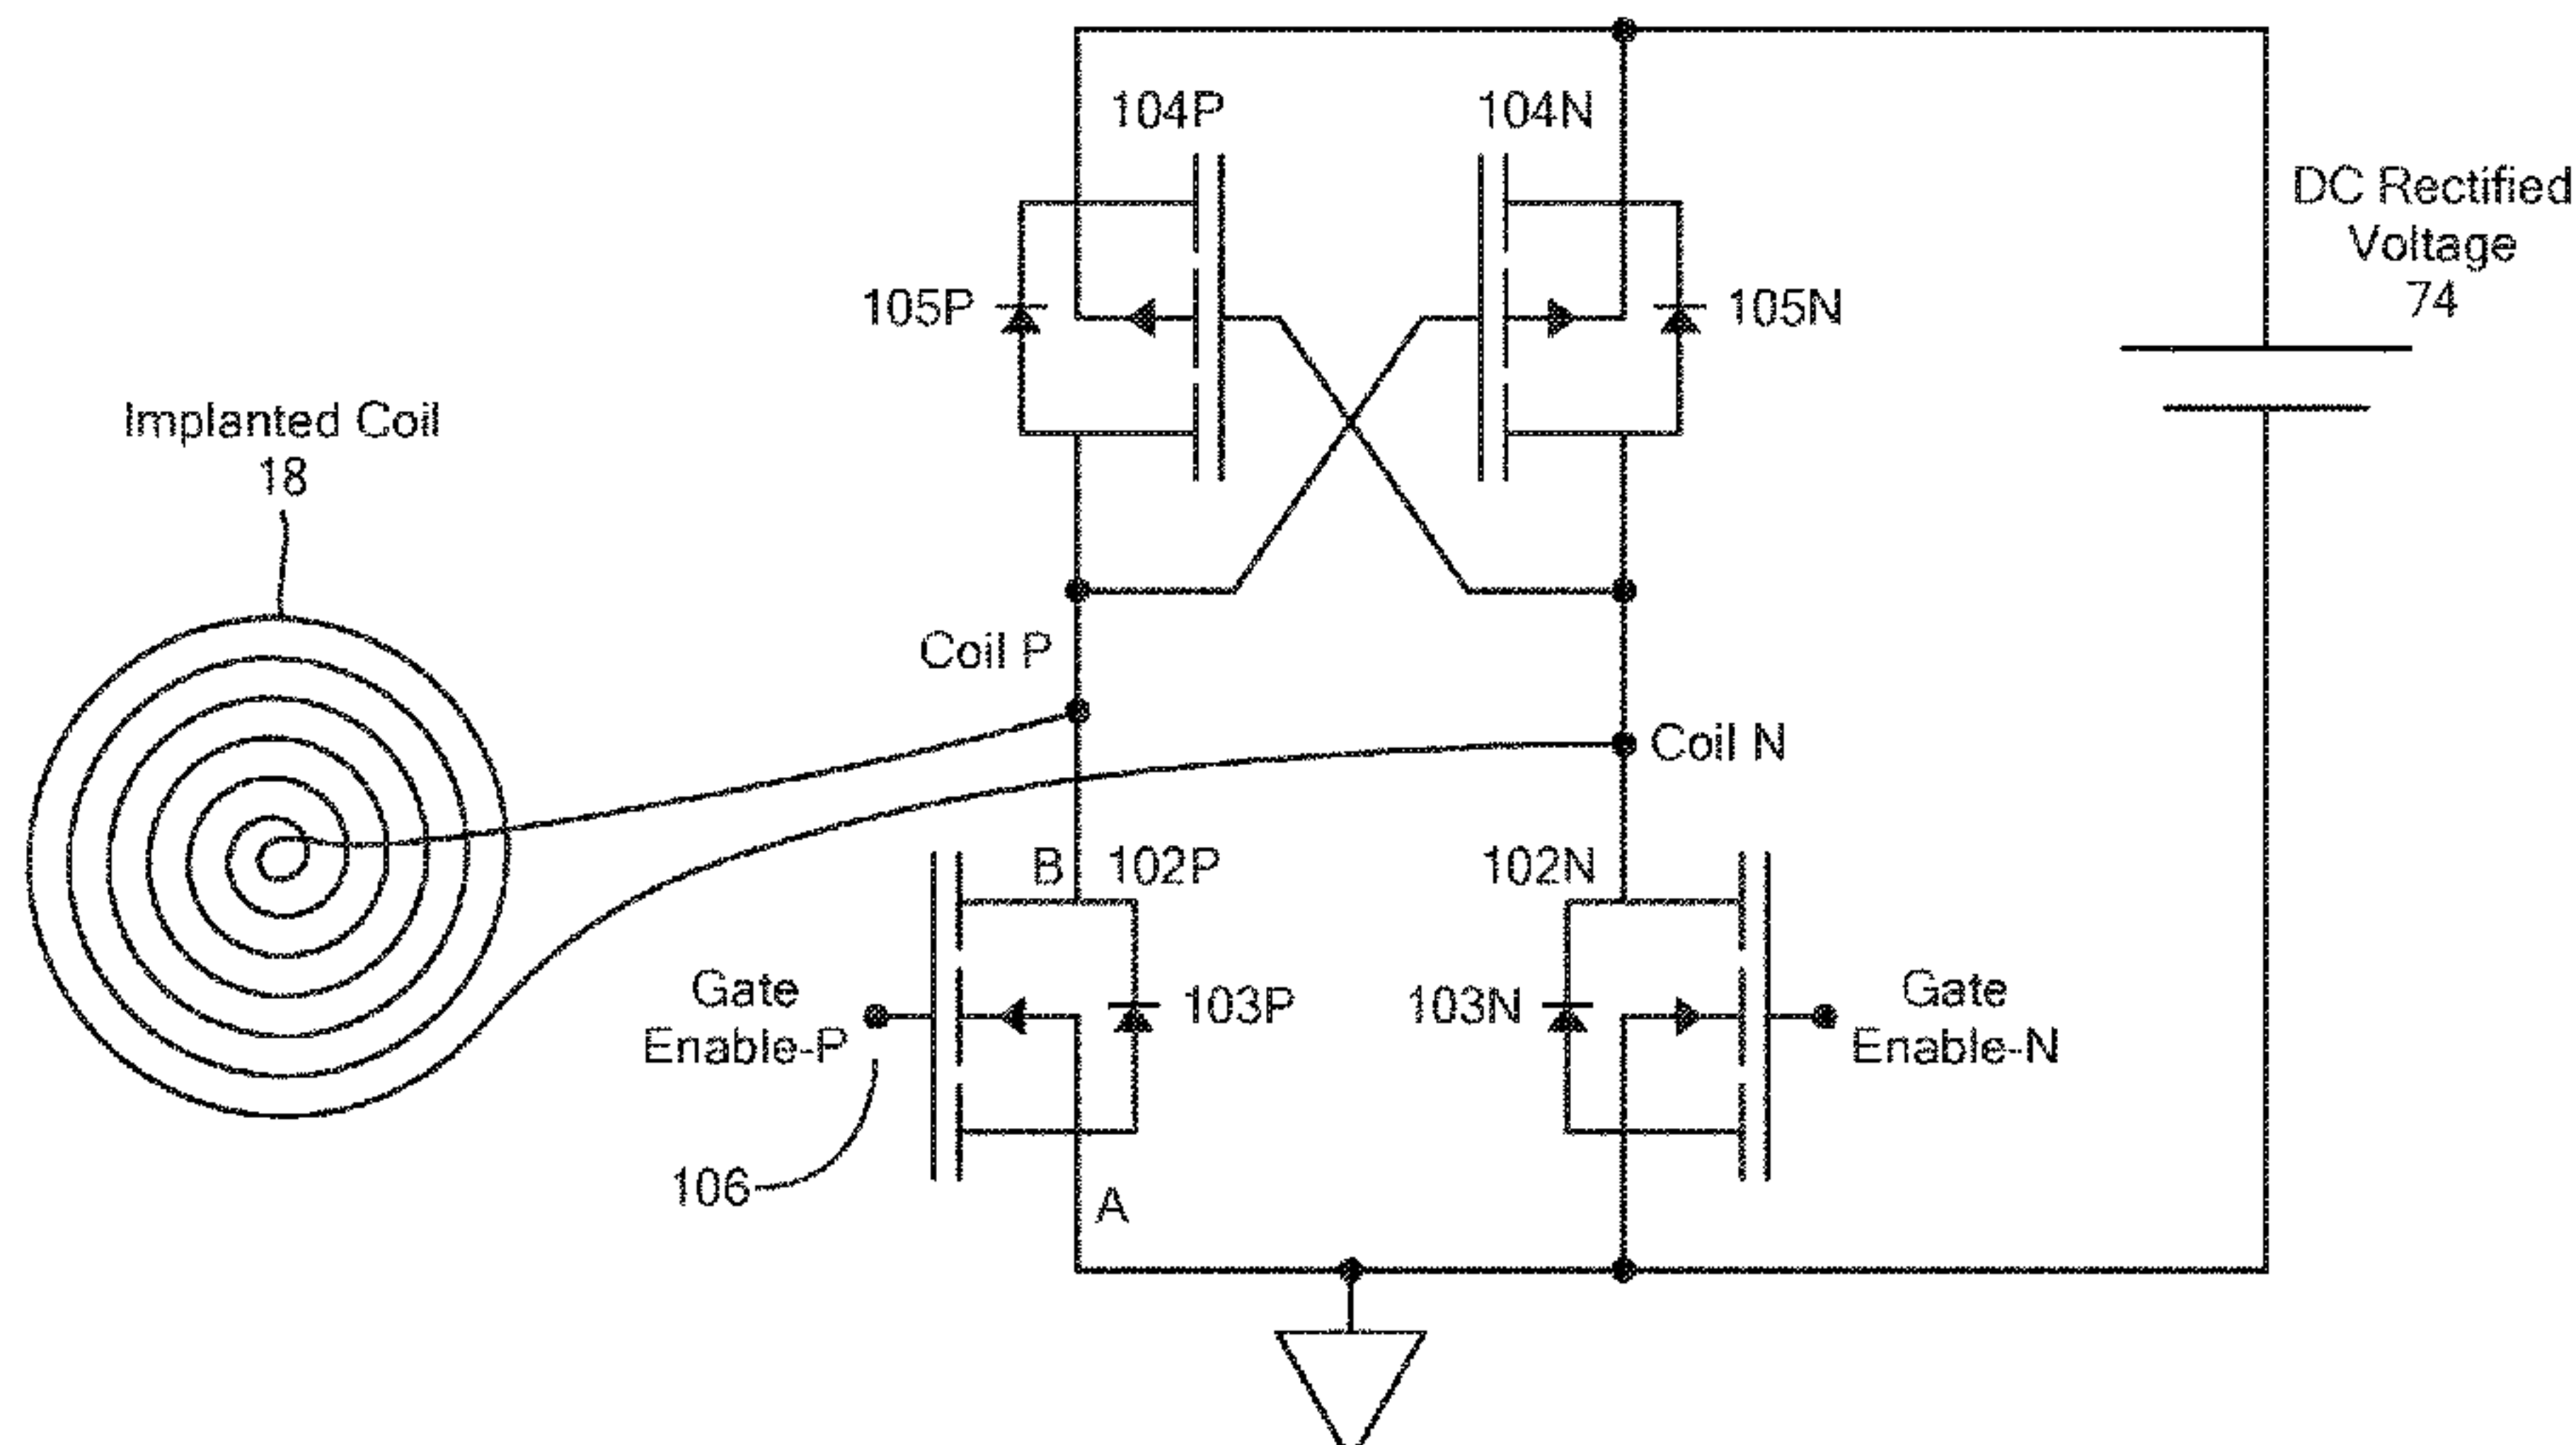 104P
104N
DC Rectified
Voltage
74
105P
105N
Implanted Coil
18
Coil P
Coil N
B
102P
102N
Gate
Enable-P
103P
103N
Gate
Enable-N
106
A